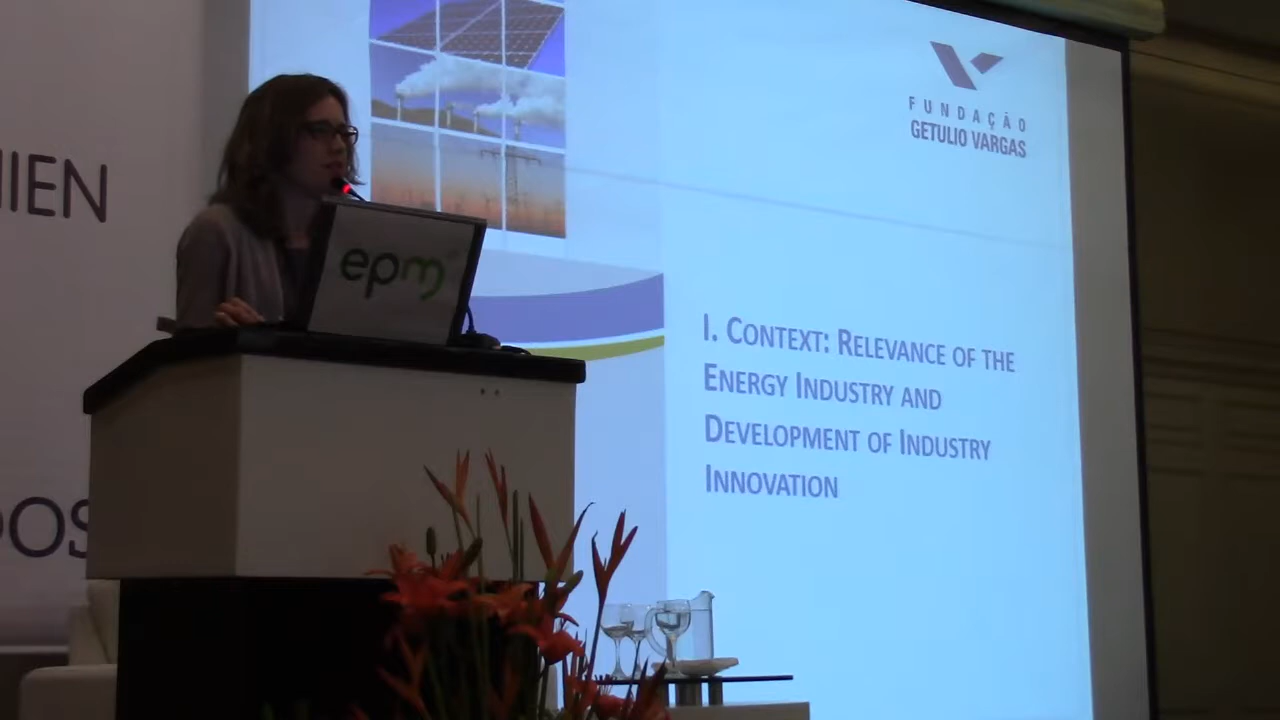 IEN
OS
epm
FUNDAÇÃO
GETULIO VARGAS
I. CONTEXT: RELEVANCE OF THE
ENERGY INDUSTRY AND
DEVELOPMENT OF INDUSTRY
INNOVATION